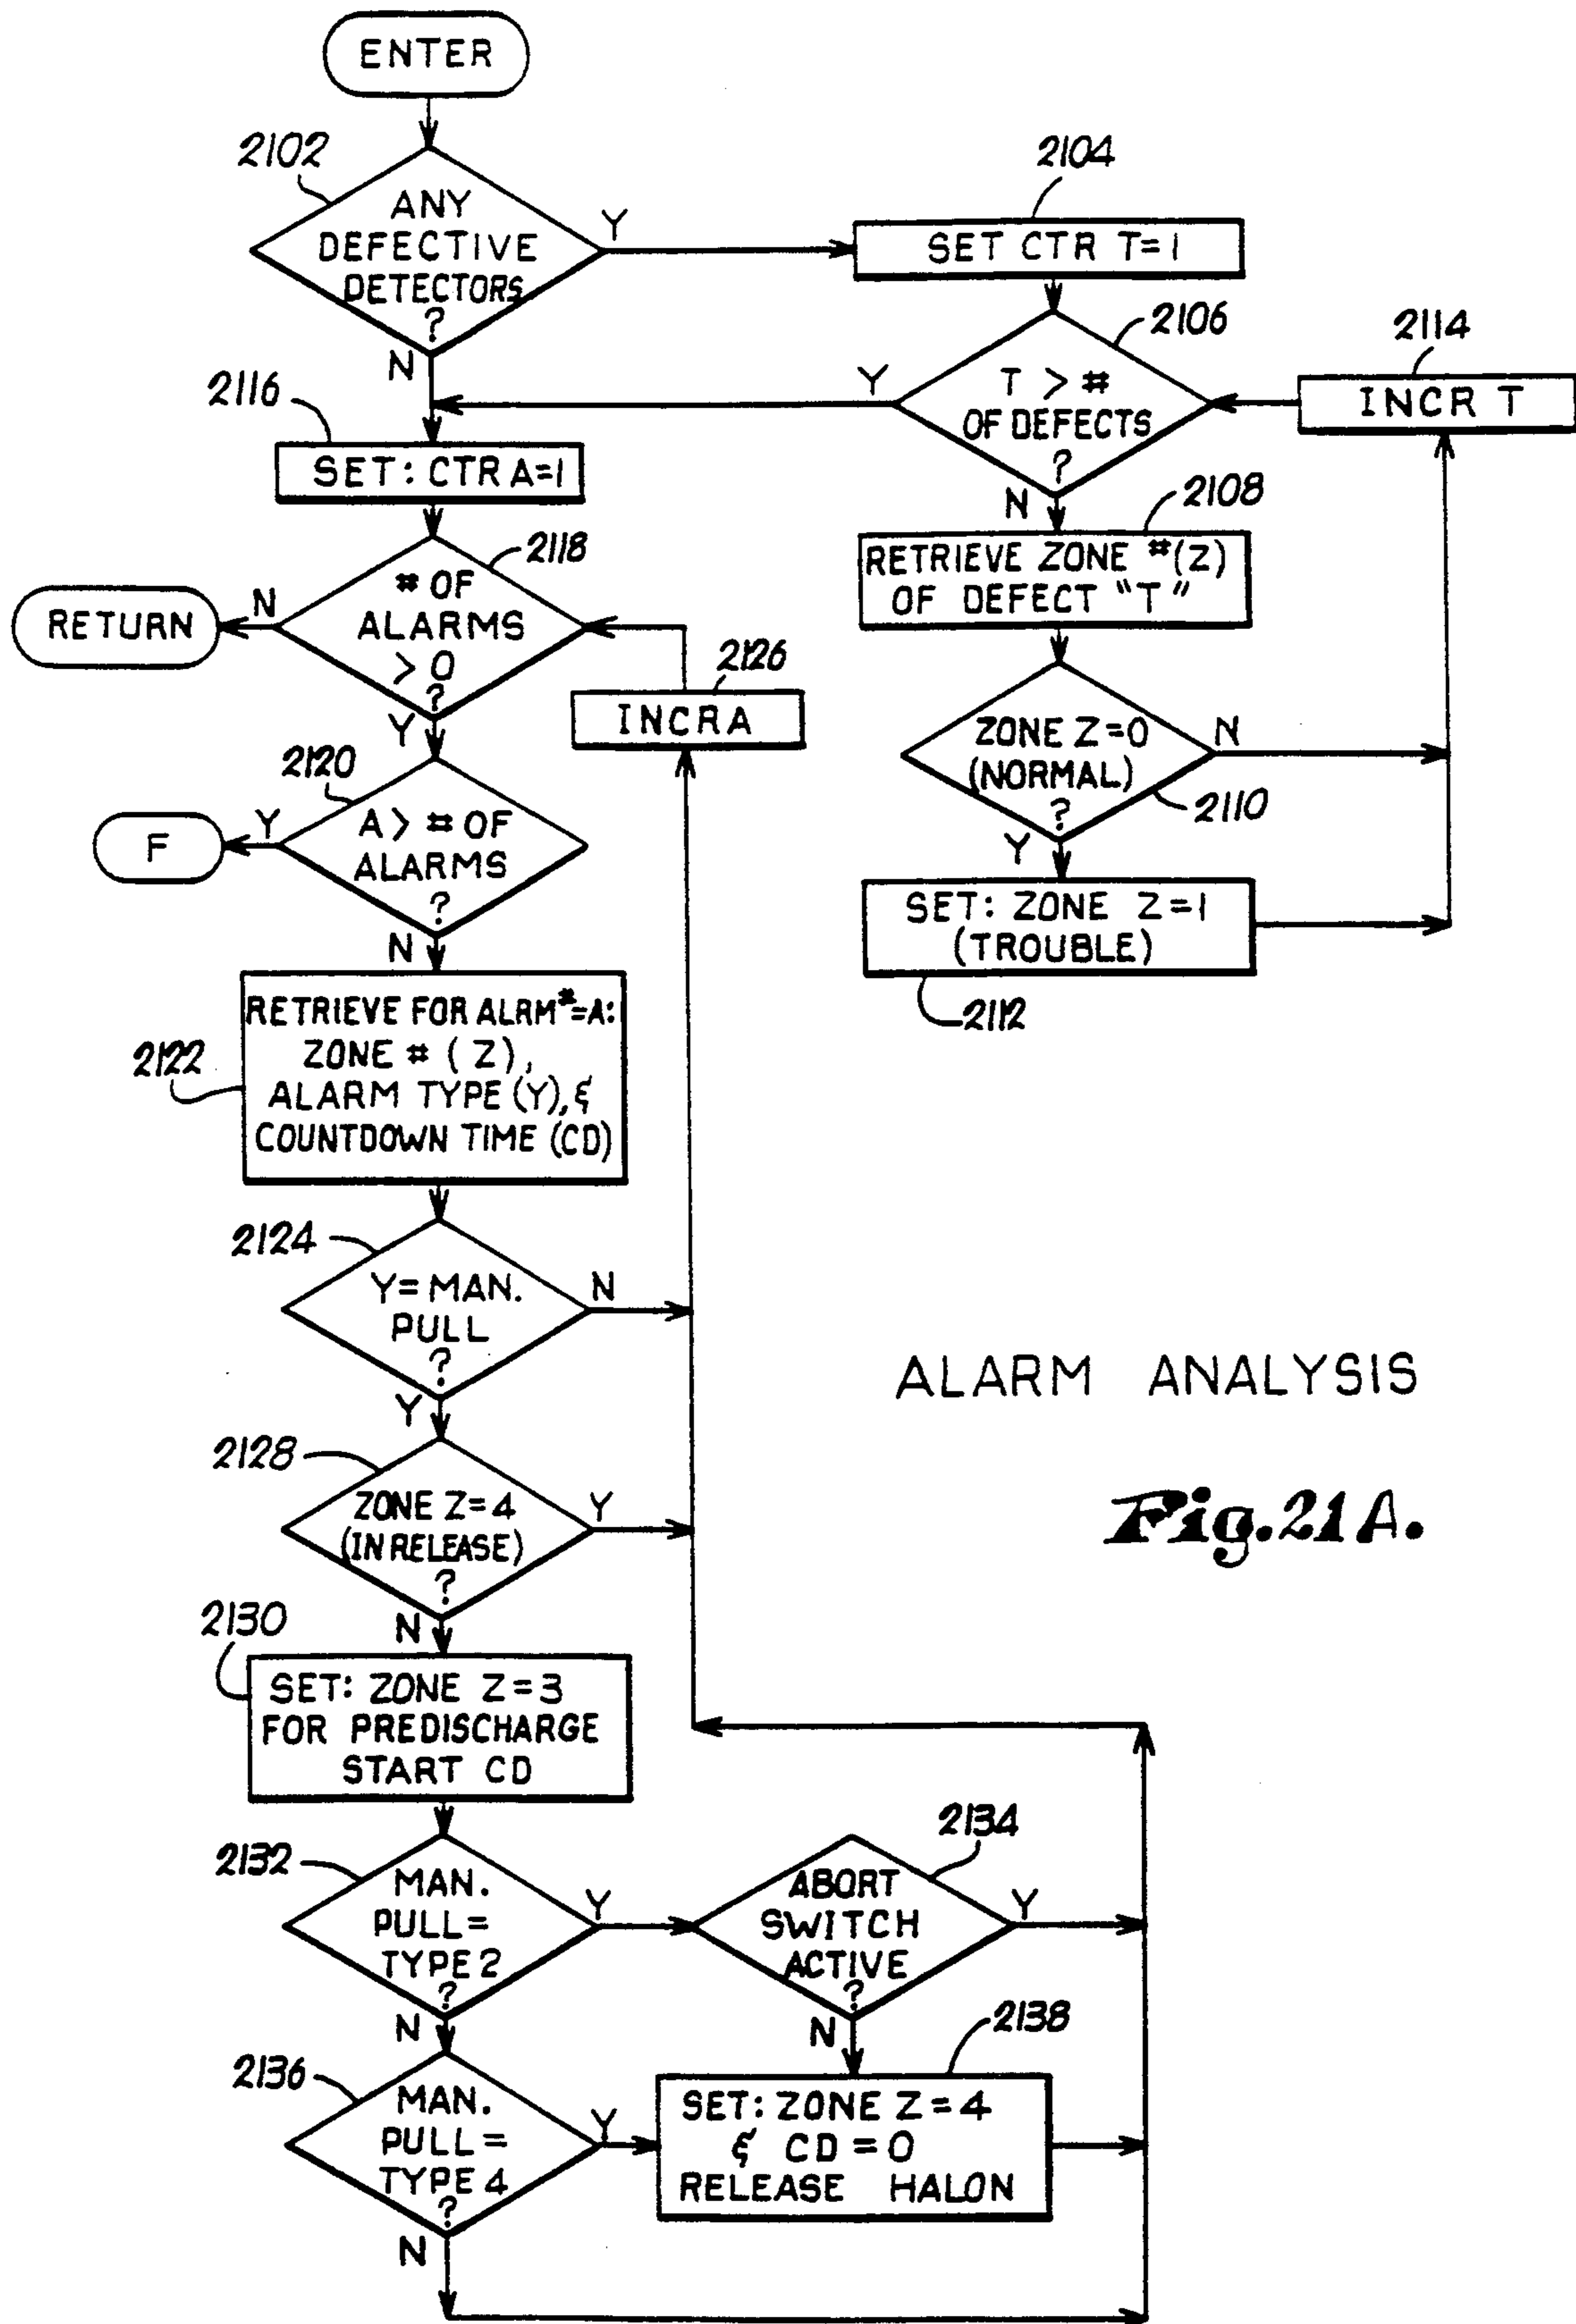 ENTER
2102
ANY
DEFECTIVE
DETECTORS
?
Y
N
2104
SET CTR T=1
2106
T > #
OF DEFECTS
?
Y
N
2114
INCR T
2108
RETRIEVE ZONE #(Z)
OF DEFECT "T"
ZONE Z=0
(NORMAL)
?
N
Y
2110
SET: ZONE Z=1
(TROUBLE)
2112
2116
SET: CTR A=1
2118
# OF
ALARMS
> 0
?
N
Y
RETURN
2126
INCRA
2120
A > # OF
ALARMS
?
Y
N
F
2122
RETRIEVE FOR ALRM#=A:
ZONE # (Z),
ALARM TYPE (Y), &
COUNTDOWN TIME (CD)
2124
Y=MAN.
PULL
?
N
Y
2128
ZONE Z=4
(IN RELEASE)
?
Y
N
2130
SET: ZONE Z=3
FOR PREDISCHARGE
START CD
2132
MAN.
PULL=
TYPE 2
?
Y
N
2134
ABORT
SWITCH
ACTIVE
?
Y
N
2136
MAN.
PULL=
TYPE 4
?
Y
N
2138
SET: ZONE Z=4
& CD=0
RELEASE HALON
ALARM ANALYSIS
Fig.21A.